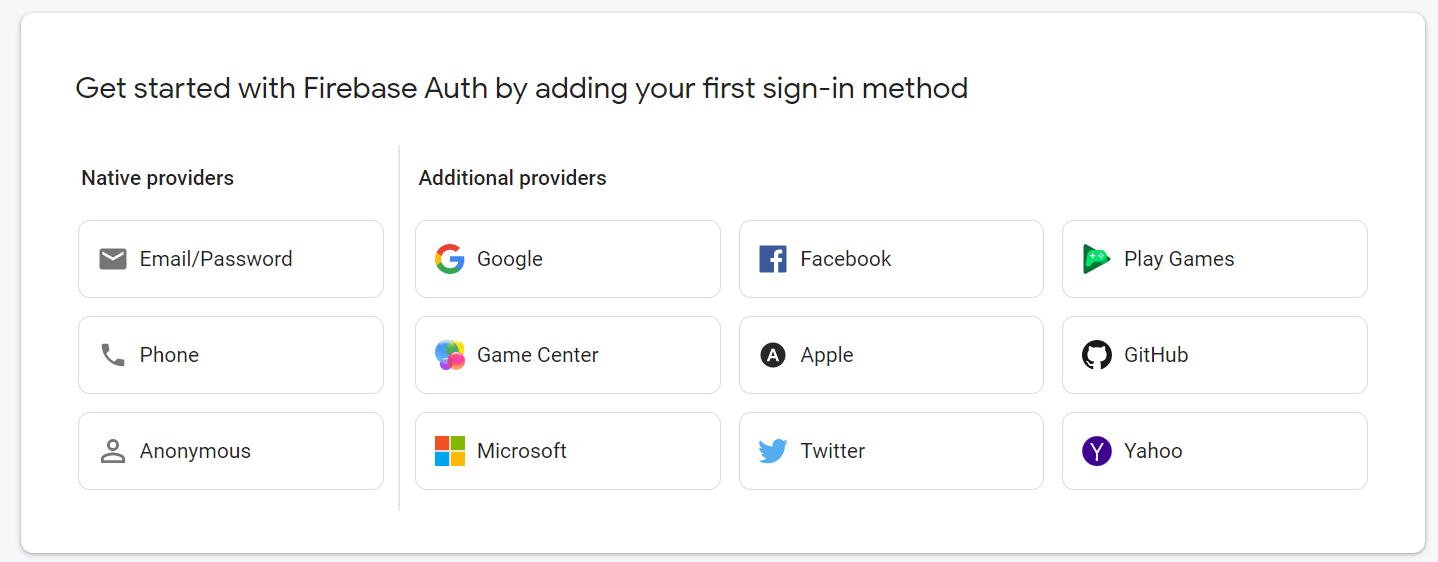 Get started with Firebase Auth by adding your first sign-in method
Native providers
Additional providers
Email/Password
Google
Facebook
Play Games
Phone
Game Center
Apple
GitHub
Anonymous
Microsoft
Twitter
Yahoo